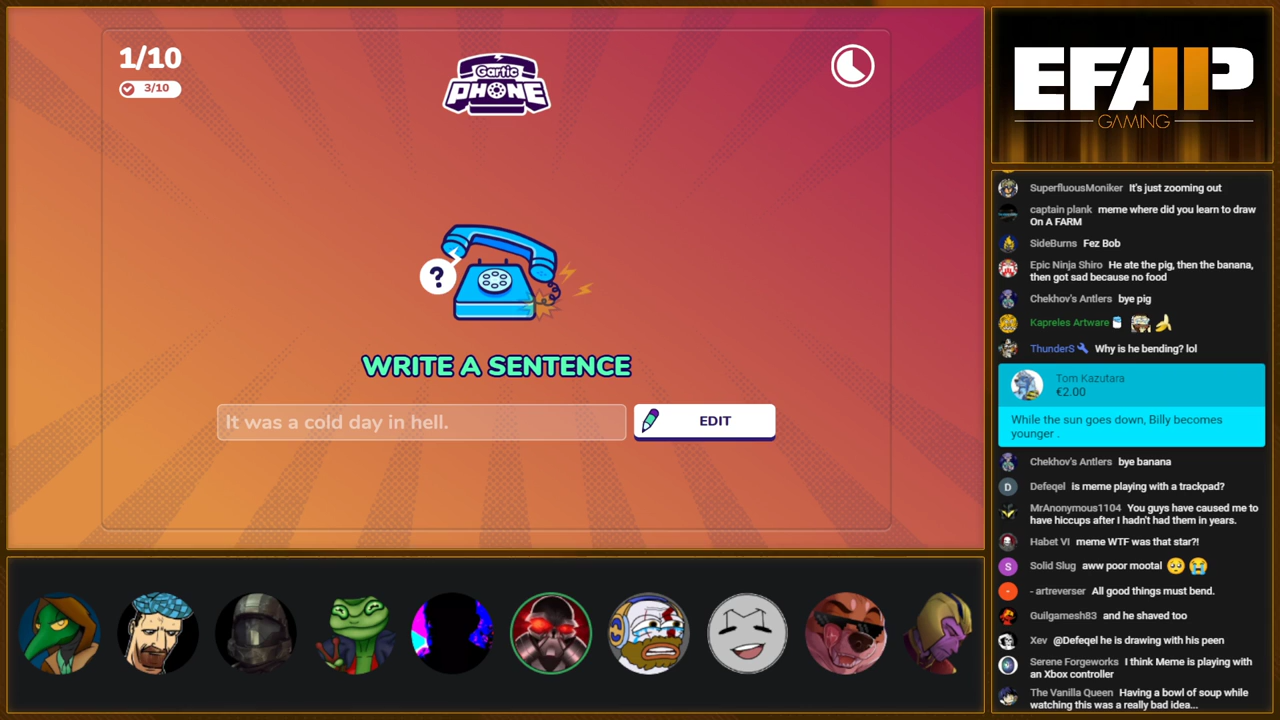 1/10
3/10
Gartic
PHONE
?
WRITE A SENTENCE
It was a cold day in hell.
EDIT
EFAP
GAMING
SuperfluousMoniker It's just zooming out
captain plank meme where did you learn to draw
On A FARM
SideBurns Fez Bob
Epic Ninja Shiro He ate the pig, then the banana,
then got sad because no food
Chekhov's Antlers bye pig
Kapreles Artware
ThunderS Why is he bending? lol
Tom Kazutara
€2.00
While the sun goes down, Billy becomes
younger .
Chekhov's Antlers bye banana
D
Defeqel is meme playing with a trackpad?
MrAnonymous1104 You guys have caused me to
have hiccups after I hadn't had them in years.
Habet VI meme WTF was that star?!
S
Solid Slug aww poor mootal 🥺 😭
- artreverser All good things must bend.
Guilgamesh83 and he shaved too
Xev @Defeqel he is drawing with his peen
Serene Forgeworks I think Meme is playing with
an Xbox controller
The Vanilla Queen Having a bowl of soup while
watching this was a really bad idea...